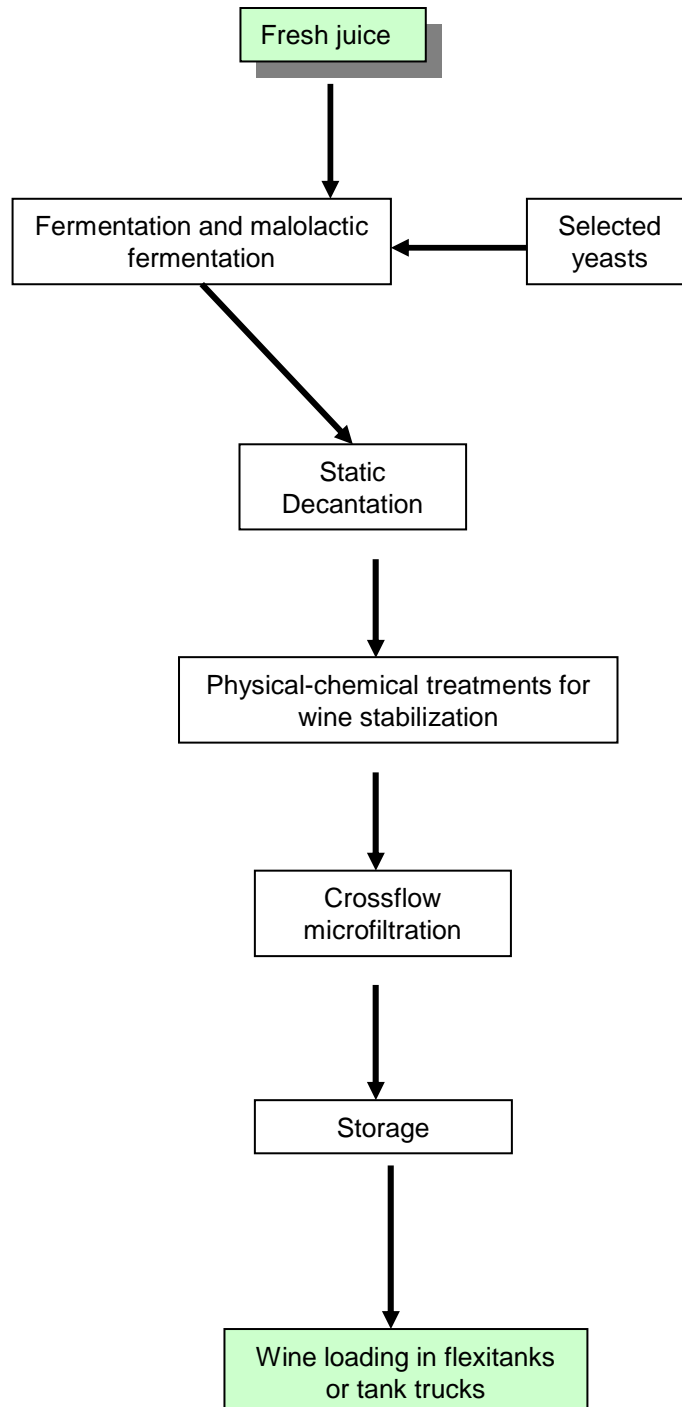 Fresh juice
Fermentation and malolactic
fermentation
Selected
yeasts
Static
Decantation
Physical-chemical treatments for
wine stabilization
Crossflow
microfiltration
Storage
Wine loading in flexitanks
or tank trucks